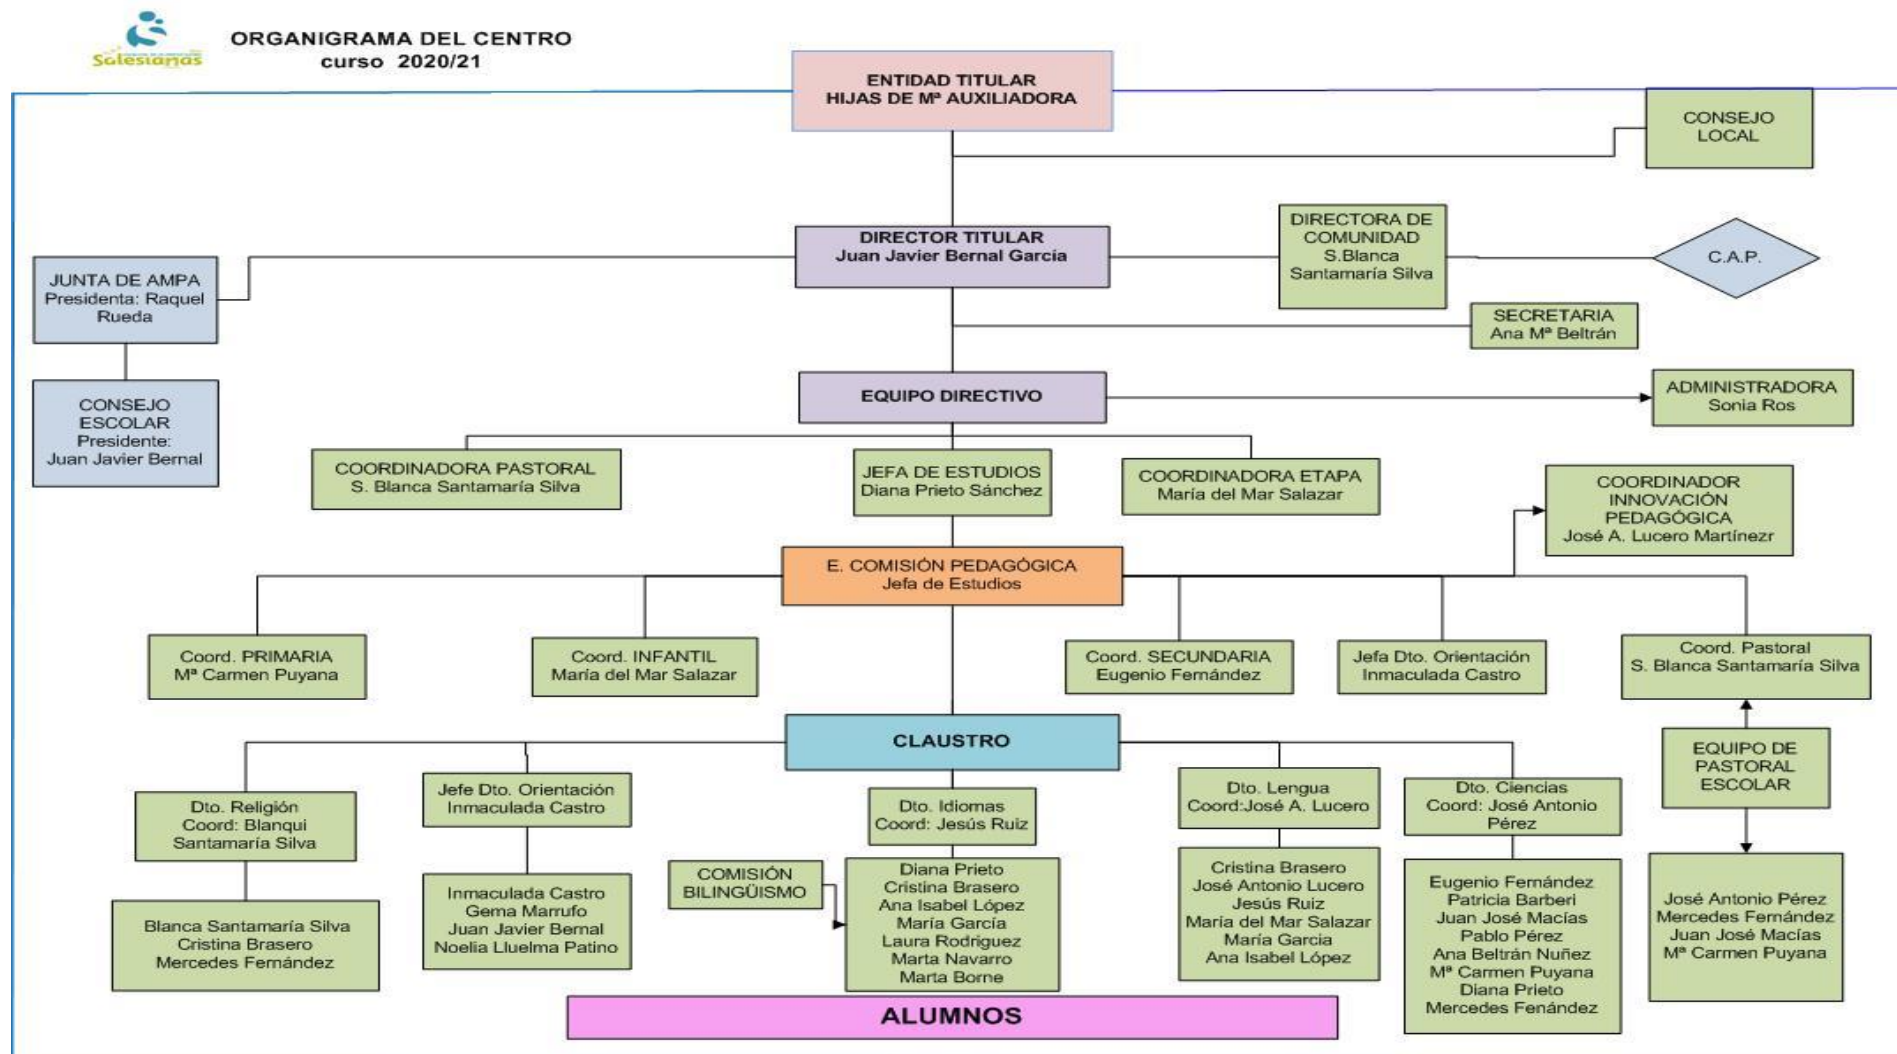 Salesianas
ORGANIGRAMA DEL CENTRO
curso 2020/21
ENTIDAD TITULAR
HIJAS DE Mª AUXILIADORA
CONSEJO
LOCAL
DIRECTOR TITULAR
Juan Javier Bernal García
DIRECTORA DE
COMUNIDAD
S.Blanca
Santamaría Silva
C.A.P.
JUNTA DE AMPA
Presidenta: Raquel
Rueda
SECRETARIA
Ana Mª Beltrán
CONSEJO
ESCOLAR
Presidente:
Juan Javier Bernal
EQUIPO DIRECTIVO
ADMINISTRADORA
Sonia Ros
COORDINADORA PASTORAL
S. Blanca Santamaría Silva
JEFA DE ESTUDIOS
Diana Prieto Sánchez
COORDINADORA ETAPA
María del Mar Salazar
COORDINADOR
INNOVACIÓN
PEDAGÓGICA
José A. Lucero Martínezr
E. COMISIÓN PEDAGÓGICA
Jefa de Estudios
Coord. PRIMARIA
Mª Carmen Puyana
Coord. INFANTIL
María del Mar Salazar
Coord. SECUNDARIA
Eugenio Fernández
Jefa Dto. Orientación
Inmaculada Castro
Coord. Pastoral
S. Blanca Santamaría Silva
CLAUSTRO
EQUIPO DE
PASTORAL
ESCOLAR
Dto. Religión
Coord: Blanqui
Santamaría Silva
Jefe Dto. Orientación
Inmaculada Castro
Dto. Idiomas
Coord: Jesús Ruiz
Dto. Lengua
Coord:José A. Lucero
Dto. Ciencias
Coord: José Antonio
Pérez
Blanca Santamaría Silva
Cristina Brasero
Mercedes Fernández
Inmaculada Castro
Gema Marrufo
Juan Javier Bernal
Noelia Lluelma Patino
COMISIÓN
BILINGÜISMO
Diana Prieto
Cristina Brasero
Ana Isabel López
María García
Laura Rodriguez
Marta Navarro
Marta Borne
Cristina Brasero
José Antonio Lucero
Jesús Ruiz
María del Mar Salazar
María Garcia
Ana Isabel López
Eugenio Fernández
Patricia Barberi
Juan José Macías
Pablo Pérez
Ana Beltrán Nuñez
Mª Carmen Puyana
Diana Prieto
Mercedes Fenández
José Antonio Pérez
Mercedes Fernández
Juan José Macías
Mª Carmen Puyana
ALUMNOS